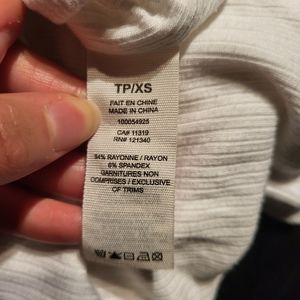 TP/XS
FAIT EN CHINE
MADE IN CHINA
100054925
CA# 11319
RN# 121340
94% RAYONNE / RAYON
6% SPANDEX
GARNITURES NON
COMPRISES / EXCLUSIVE
OF TRIMS